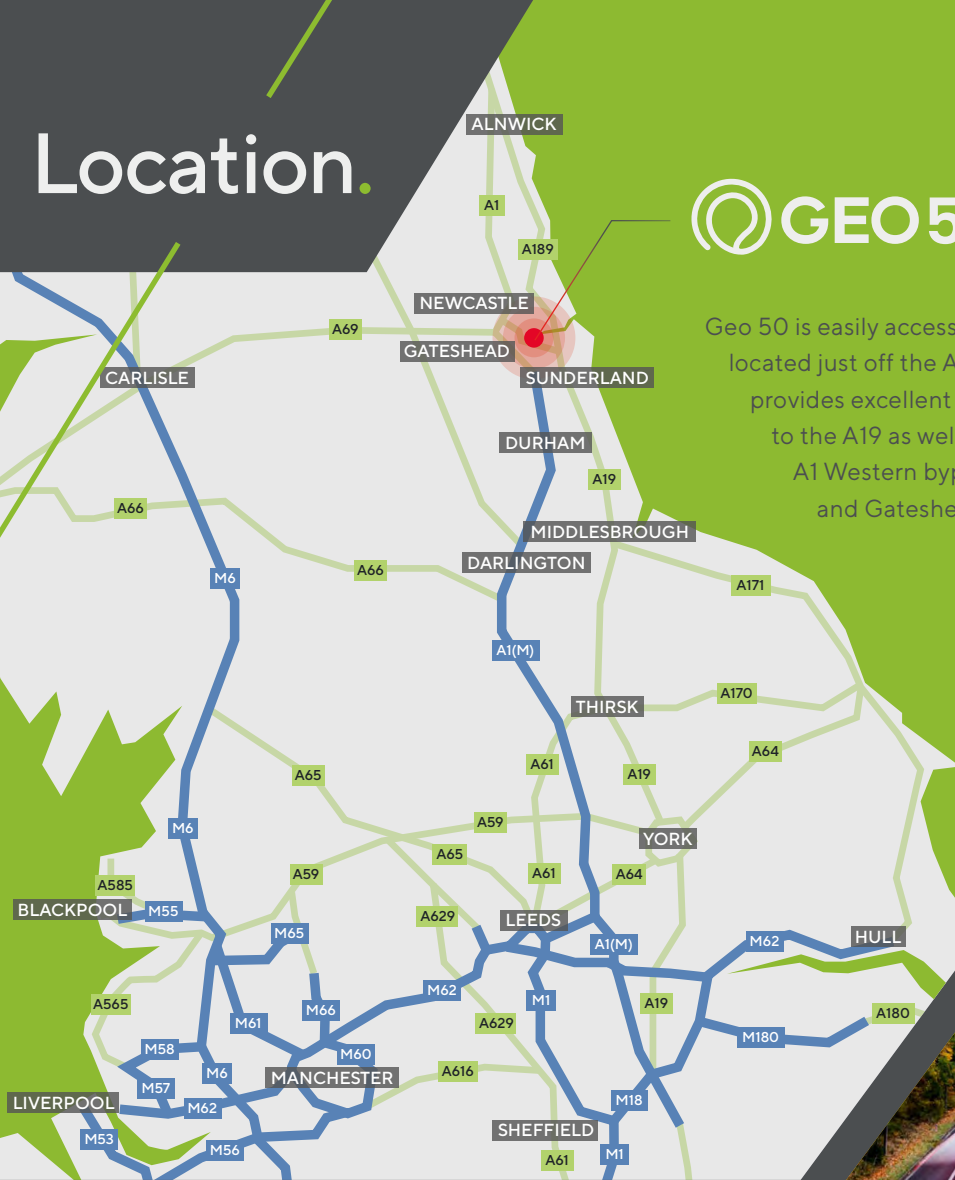 Location.
GEO 5
Geo 50 is easily access
located just off the A
provides excellent
to the A19 as wel
A1 Western byp
and Gateshe
ALNWICK
A1
A189
NEWCASTLE
A69
GATESHEAD
CARLISLE
SUNDERLAND
DURHAM
A19
A66
MIDDLESBROUGH
DARLINGTON
A66
M6
A171
A1(M)
A170
THIRSK
A64
A61
A19
A65
A59
M6
YORK
A65
A59
A61
A64
A585
BLACKPOOL
M55
A629
LEEDS
M65
A1(M)
M62
HULL
M62
A565
M1
A19
M66
A180
M61
A629
M180
M58
M60
M6
A616
MANCHESTER
M57
LIVERPOOL
M62
M18
SHEFFIELD
M53
M56
M1
A61